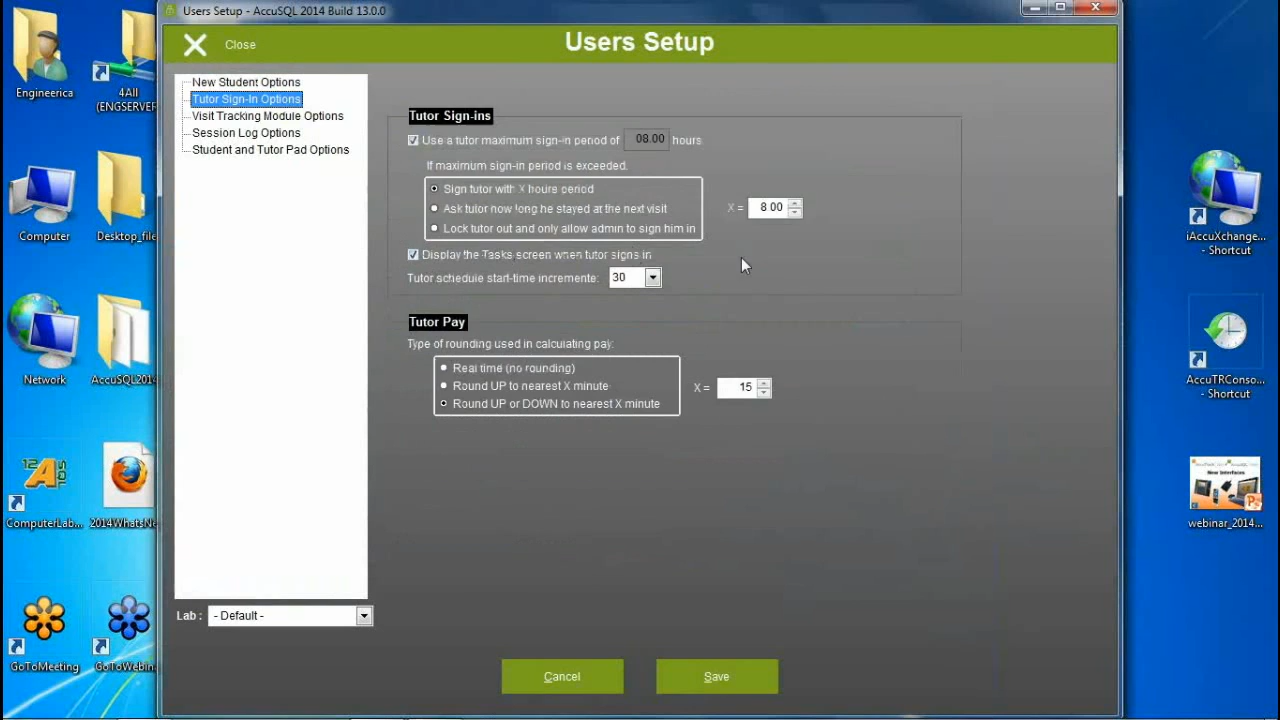 Users Setup - AccuSQL 2014 Build 13.0.0
Close
Users Setup
New Student Options
Tutor Sign-In Options
Visit Tracking Module Options
Session Log Options
Student and Tutor Pad Options
Lab :
- Default -
Tutor Sign-ins
Use a tutor maximum sign-in period of 08.00 hours
If maximum sign-in period is exceeded.
Sign tutor with X hours period
Ask tutor how long he stayed at the next visit
Lock tutor out and only allow admin to sign him in
X = 8.00
Display the Tasks screen when tutor signs in
Tutor schedule start-time increments: 30
Tutor Pay
Type of rounding used in calculating pay:
Real time (no rounding)
Round UP to nearest X minute
Round UP or DOWN to nearest X minute
X = 15
Cancel
Save
Engineerica
4All
(ENGSERVER
Computer
Desktop_file
Network
AccuSQL2014
ComputerLab...
2014WhatsNe
GoToMeeting
GoToWebin.
iAccuXchange...
- Shortcut
AccuTRConso...
- Shortcut
New Interfaces
webinar_2014...